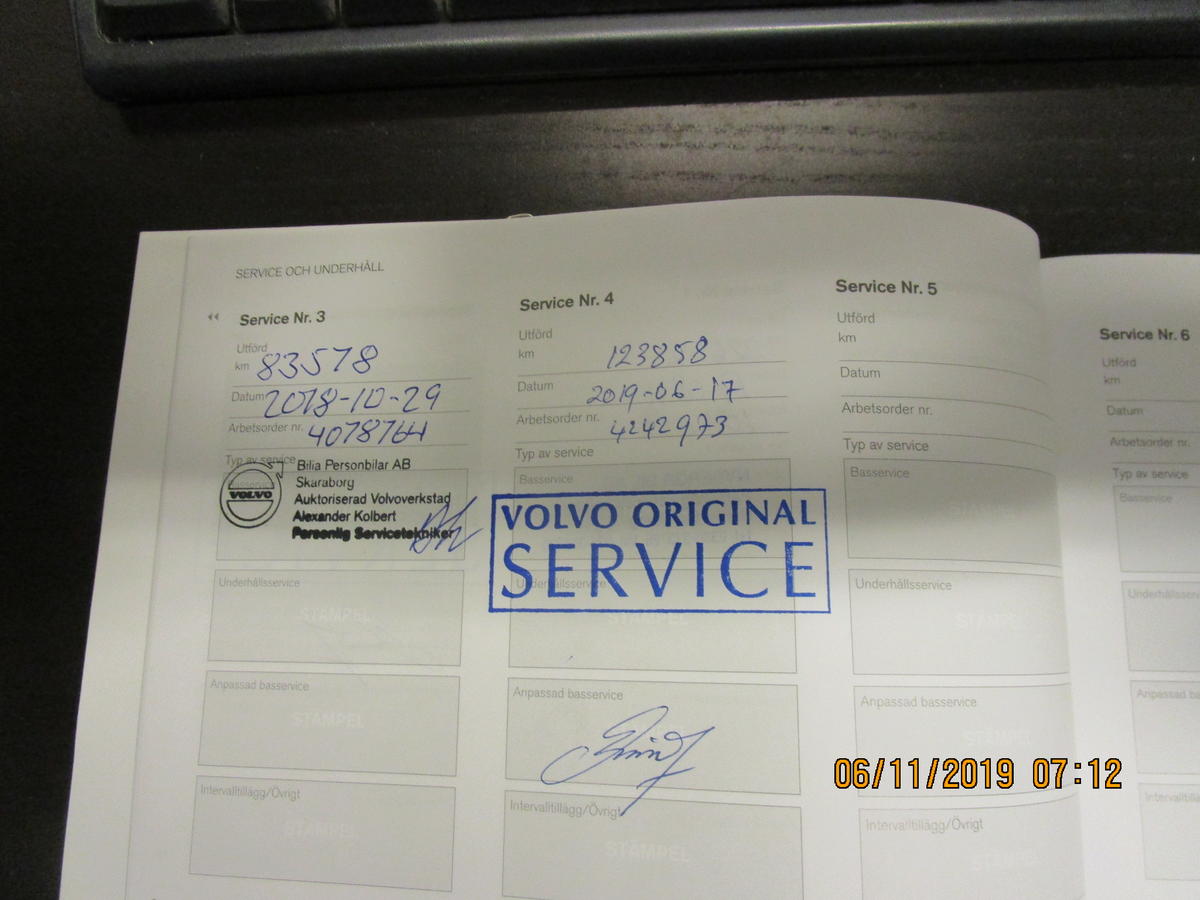 SERVICE OCH UNDERHÅLL
Service Nr. 3
Utförd
km 83578
Datum 2018-10-29
Arbetsorder nr. 4078764
Typ av service
Basservice
VOLVO
Bilia Personbilar AB
Skaraborg
Auktoriserad Volvoverkstad
Alexander Kolbert
Personlig Servicetekniker
Underhållsservice
STÄMPEL
Anpassad basservice
STÄMPEL
Intervalltillägg/Övrigt
STÄMPEL
Service Nr. 4
Utförd
km 123858
Datum 2019-06-17
Arbetsorder nr. 4242973
Typ av service
Basservice
VOLVO ORIGINAL
SERVICE
Underhållsservice
STÄMPEL
Anpassad basservice
Intervalltillägg/Övrigt
STÄMPEL
Service Nr. 5
Utförd
km
Datum
Arbetsorder nr.
Typ av service
Basservice
STÄMPEL
Underhållsservice
STÄMPEL
Anpassad basservice
STÄMPEL
Intervalltillägg/Övrigt
STÄMPEL
Service Nr. 6
Utförd
km
Datum
Arbetsorder nr.
Typ av service
Basservice
06/11/2019 07:12